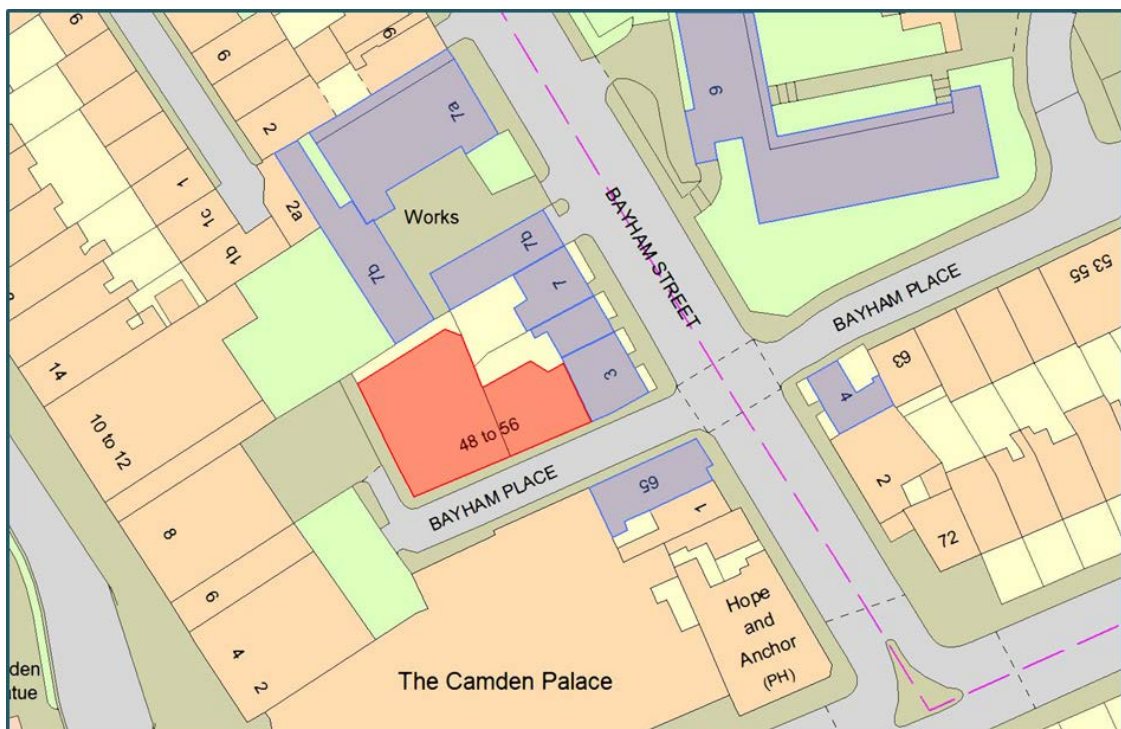 6
6
6
2
7a
9
1
1c
1b
2a
Works
7b
7b
7
3
BAYHAM STREET
BAYHAM PLACE
53 55
63
4
2
72
14
10 to 12
8
6
4
2
48 to 56
BAYHAM PLACE
65
1
Hope
and
Anchor
(PH)
The Camden Palace
den
tue